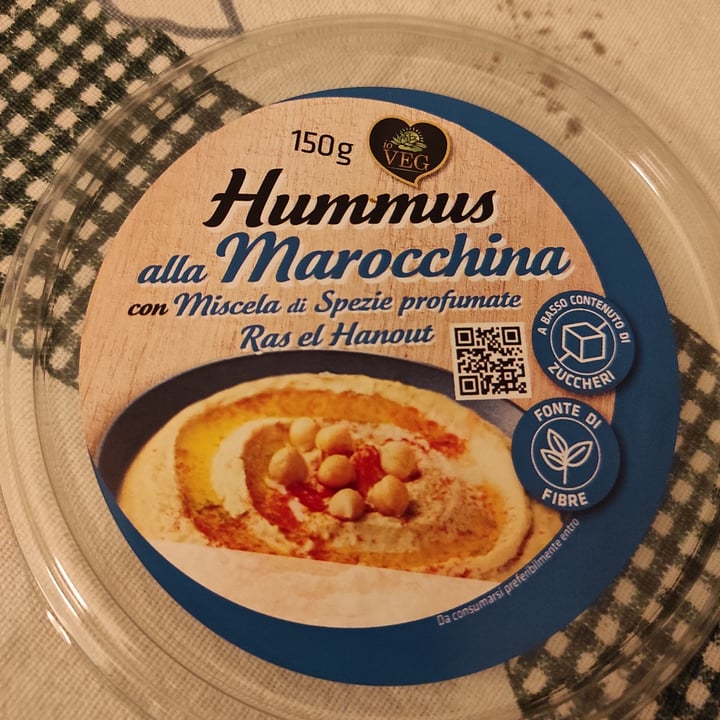 150g
io
VEG
Hummus
alla Marocchina
con Miscela di Spezie profumate
Ras el Hanout
A BASSO CONTENUTO DI
ZUCCHERI
FONTE DI
FIBRE
Da consumarsi preferibilmente entro